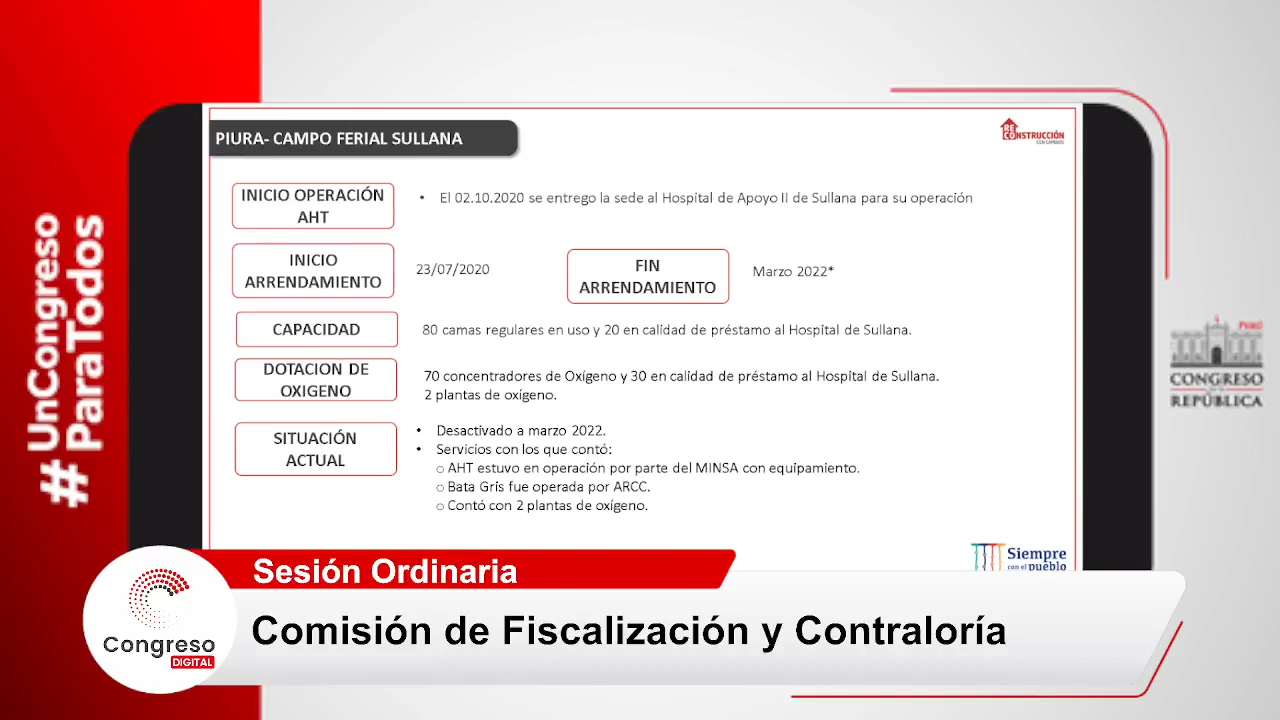 #UnCongreso
ParaTodos
PIURA- CAMPO FERIAL SULLANA
RECONSTRUCCIÓN
CON CAMBIOS
INICIO OPERACIÓN
AHT
• El 02.10.2020 se entrego la sede al Hospital de Apoyo II de Sullana para su operación
INICIO
ARRENDAMIENTO
23/07/2020
FIN
ARRENDAMIENTO
Marzo 2022*
CAPACIDAD
80 camas regulares en uso y 20 en calidad de préstamo al Hospital de Sullana.
DOTACION DE
OXIGENO
70 concentradores de Oxígeno y 30 en calidad de préstamo al Hospital de Sullana.
2 plantas de oxígeno.
SITUACIÓN
ACTUAL
• Desactivado a marzo 2022.
• Servicios con los que contó:
o AHT estuvo en operación por parte del MINSA con equipamiento.
o Bata Gris fue operada por ARCC.
o Contó con 2 plantas de oxígeno.
Siempre
con el pueblo
PERÚ
CONGRESO
REPÚBLICA
Sesión Ordinaria
Comisión de Fiscalización y Contraloría
Congreso
DIGITAL